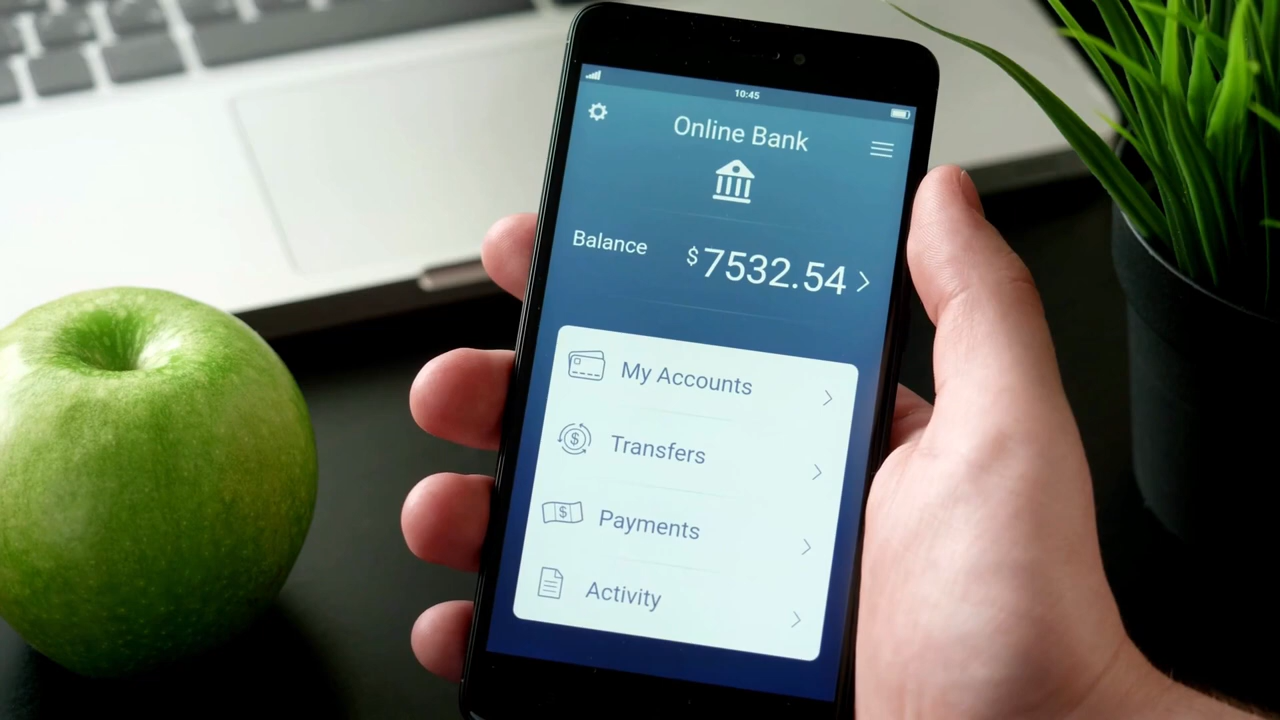 10:45
Online Bank
Balance $7532.54
My Accounts
Transfers
Payments
Activity